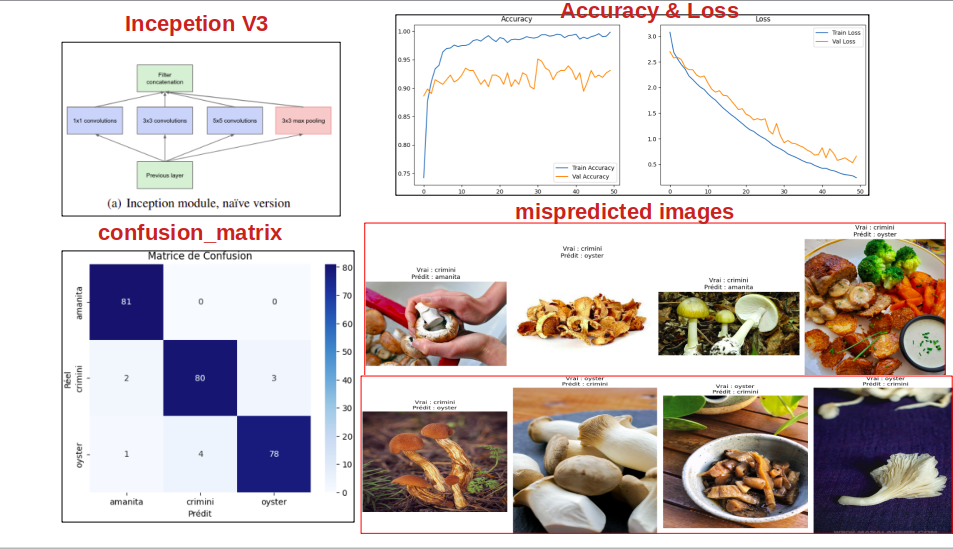 Incepetion V3
Filter
concatenation
1x1 convolutions
3x3 convolutions
5x5 convolutions
3x3 max pooling
Previous layer
(a) Inception module, naïve version
Accuracy & Loss
Accuracy
1.00
0.95
0.90
0.85
0.80
0.75
0
10
20
30
40
50
Train Accuracy
Val Accuracy
Loss
3.0
2.5
2.0
1.5
1.0
0.5
0
10
20
30
40
50
Train Loss
Val Loss
confusion_matrix
Matrice de Confusion
Réel
amanita
crimini
oyster
81
0
0
2
80
3
1
4
78
amanita
crimini
oyster
Prédit
80
70
60
50
40
30
20
10
0
mispredicted images
Vrai : crimini
Prédit : amanita
Vrai : crimini
Prédit : oyster
Vrai : crimini
Prédit : amanita
Vrai : crimini
Prédit : oyster
Vrai : crimini
Prédit : oyster
Vrai : oyster
Prédit : crimini
Vrai : oyster
Prédit : crimini
Vrai : oyster
Prédit : crimini